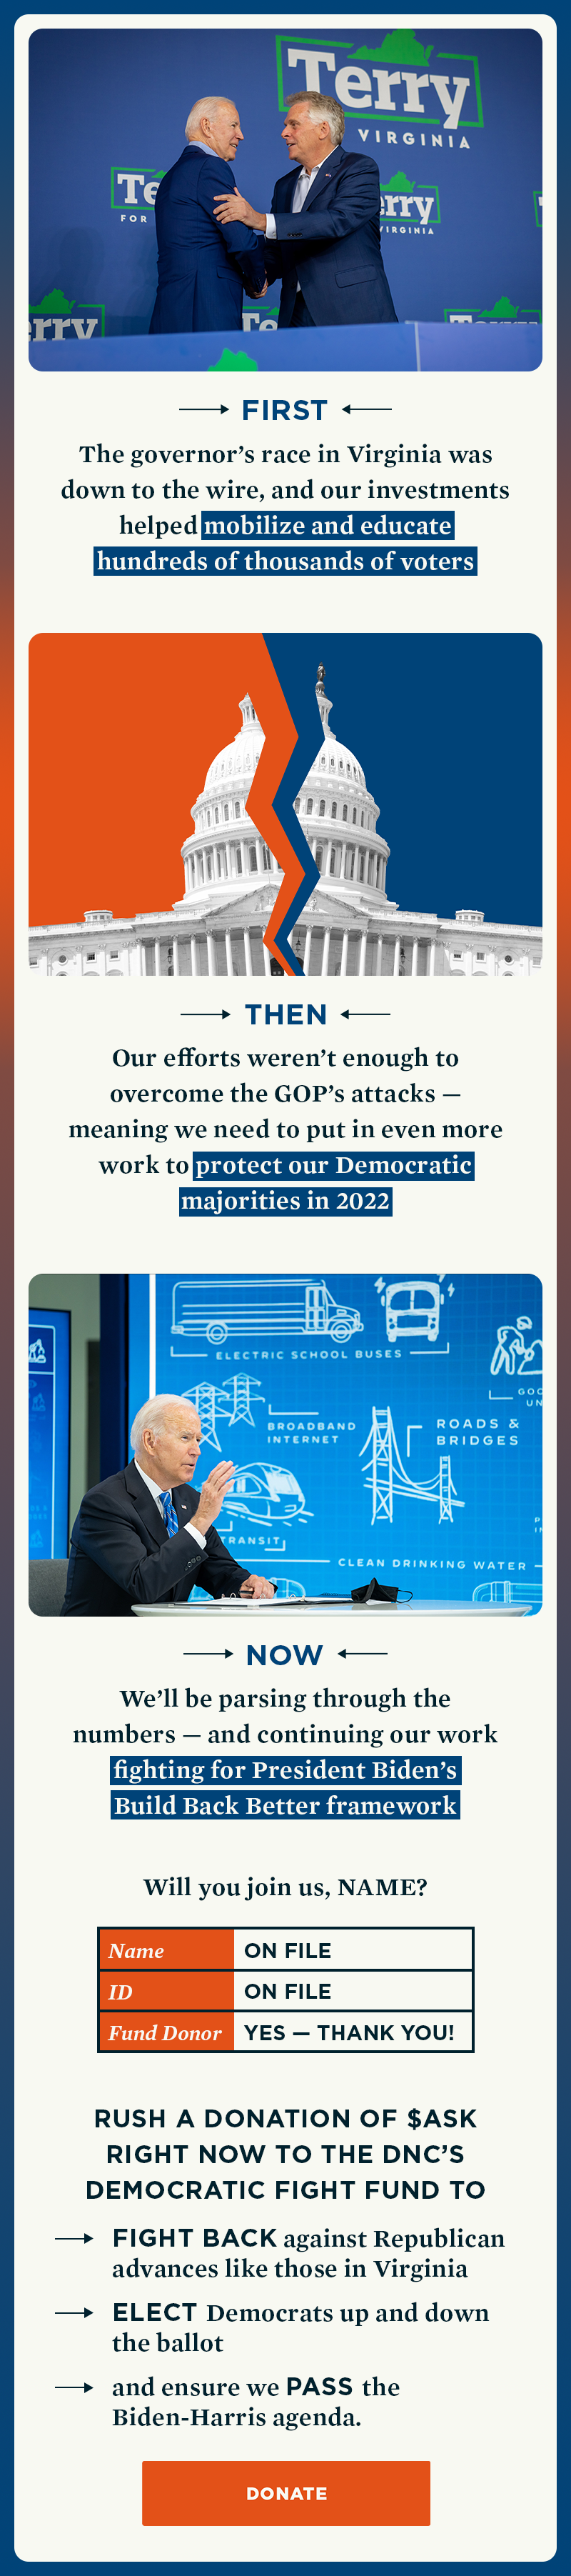 Terry
VIRGINIA
Te
FOR
erry
VIRGINIA
erry
Te
Terry
FIRST
The governor’s race in Virginia was
down to the wire, and our investments
helped mobilize and educate
hundreds of thousands of voters
THEN
Our efforts weren’t enough to
overcome the GOP’s attacks —
meaning we need to put in even more
work to protect our Democratic
majorities in 2022
ELECTRIC SCHOOL BUSES
GOO
UN
BROADBAND
INTERNET
ROADS &
BRIDGES
TRANSIT
CLEAN DRINKING WATER
NOW
We’ll be parsing through the
numbers — and continuing our work
fighting for President Biden’s
Build Back Better framework
Will you join us, NAME?
Name ON FILE
ID ON FILE
Fund Donor YES — THANK YOU!
RUSH A DONATION OF $ASK
RIGHT NOW TO THE DNC’S
DEMOCRATIC FIGHT FUND TO
FIGHT BACK against Republican
advances like those in Virginia
ELECT Democrats up and down
the ballot
and ensure we PASS the
Biden-Harris agenda.
DONATE